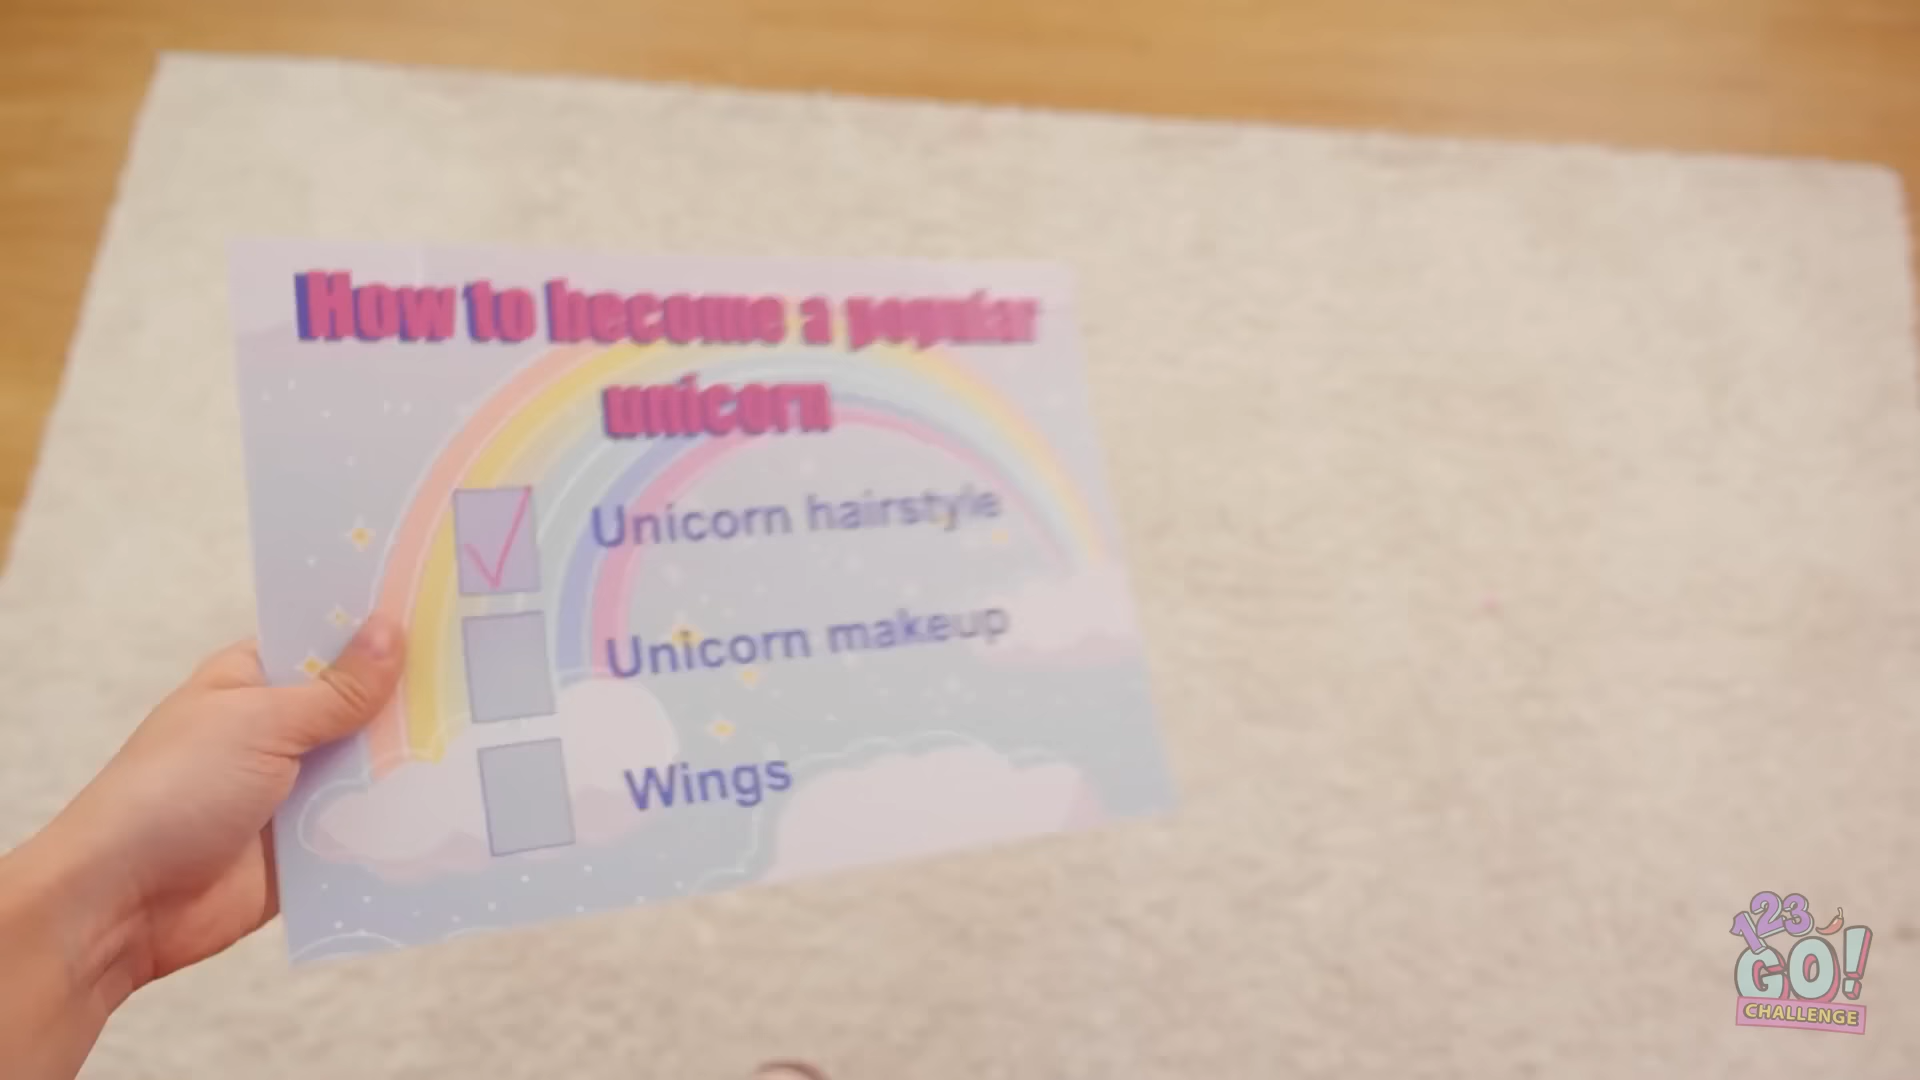 How to become a popular
unicorn
Unicorn hairstyle
Unicorn makeup
Wings
123
GO!
CHALLENGE